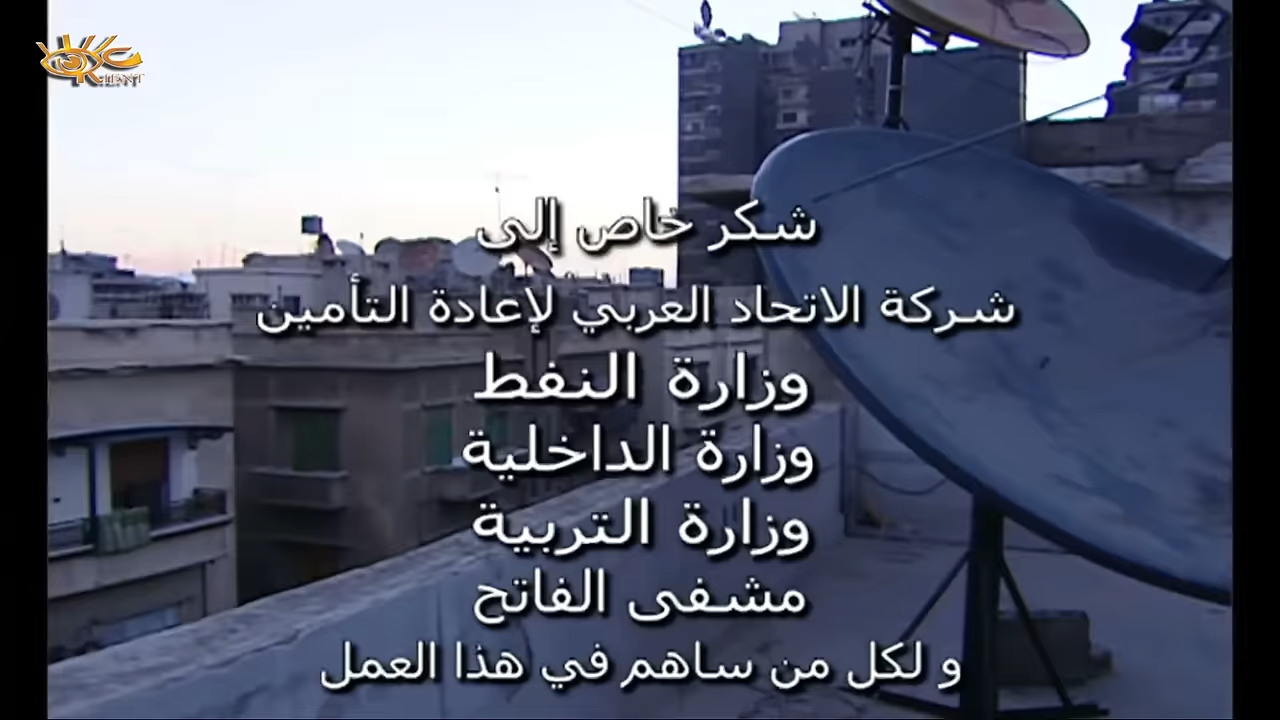 شكر خاص إلى
شركة الاتحاد العربي لإعادة التأمين
وزارة النفط
وزارة الداخلية
وزارة التربية
مشفى الفاتح
و لكل من ساهم في هذا العمل